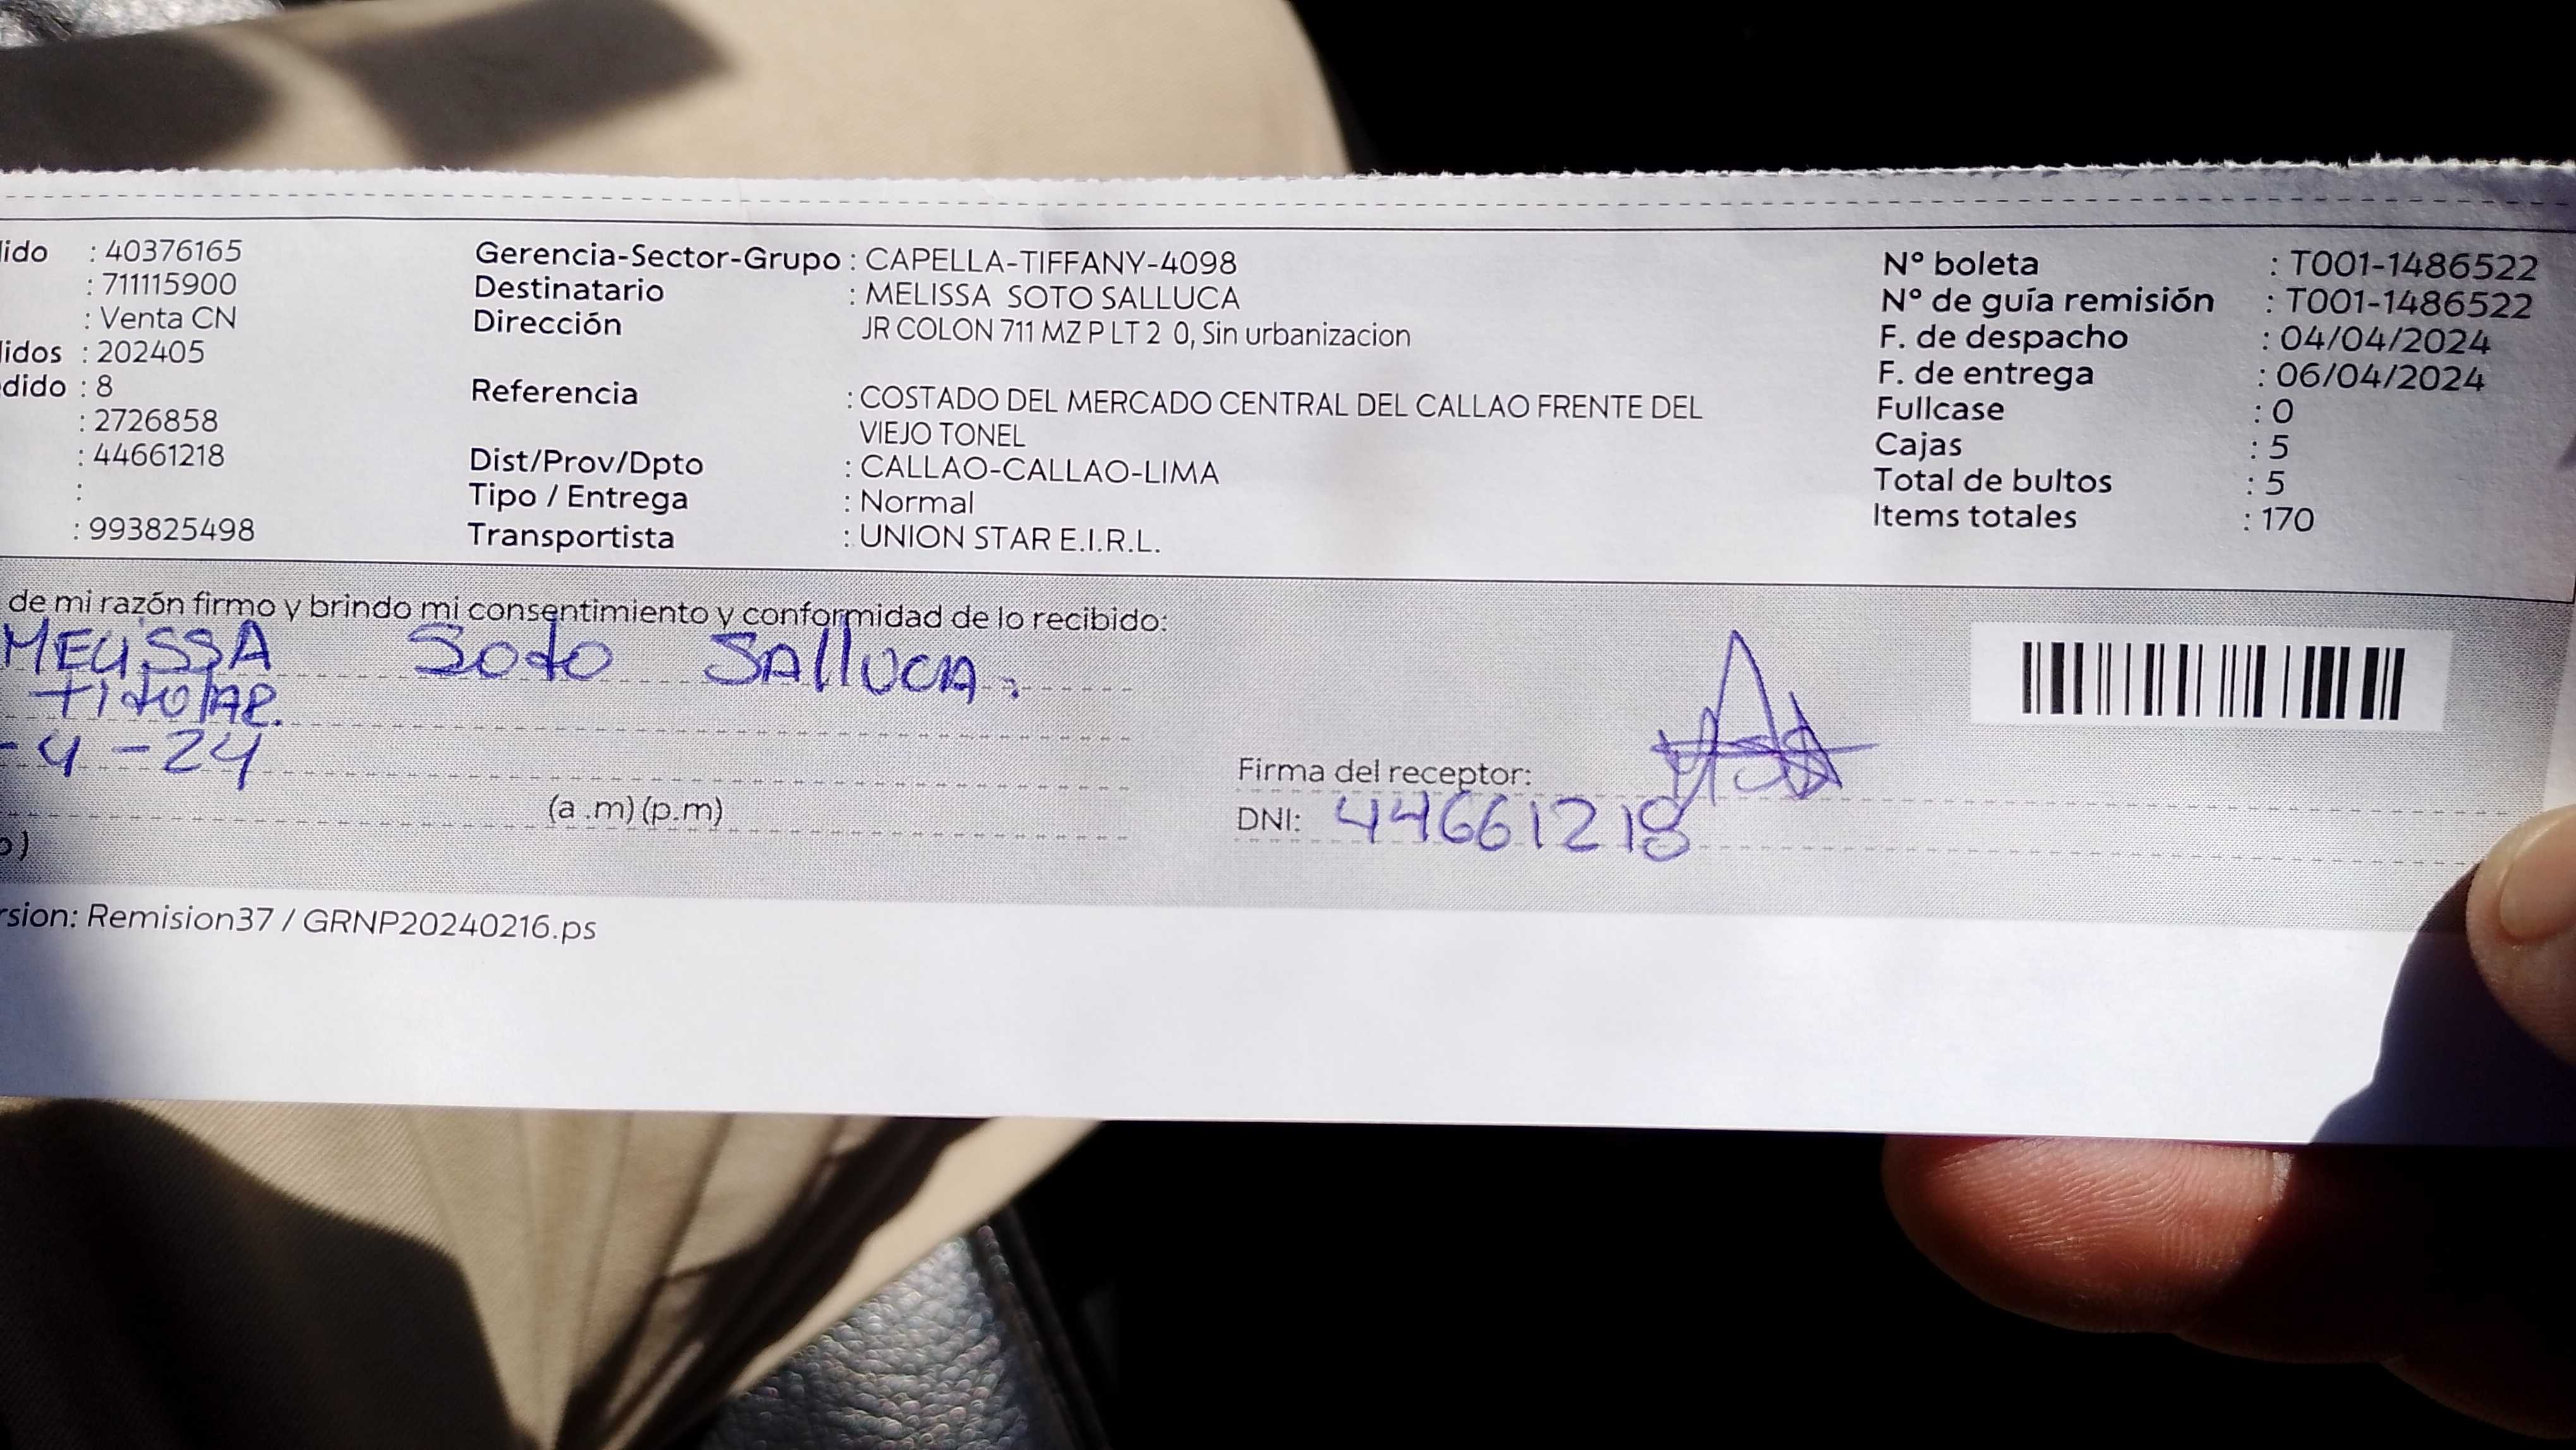 lido : 40376165
: 711115900
: Venta CN
lidos : 202405
dido : 8
: 2726858
: 44661218
:
: 993825498
Gerencia-Sector-Grupo : CAPELLA-TIFFANY-4098
Destinatario : MELISSA SOTO SALLUCA
Dirección JR COLON 711 MZ P LT 2 0, Sin urbanizacion
Referencia : COSTADO DEL MERCADO CENTRAL DEL CALLAO FRENTE DEL
VIEJO TONEL
Dist/Prov/Dpto : CALLAO-CALLAO-LIMA
Tipo / Entrega : Normal
Transportista : UNION STAR E.I.R.L.
N° boleta : T001-1486522
N° de guía remisión : T001-1486522
F. de despacho : 04/04/2024
F. de entrega : 06/04/2024
Fullcase : 0
Cajas : 5
Total de bultos : 5
Items totales : 170
de mi razón firmo y brindo mi consentimiento y conformidad de lo recibido:
MELISSA Soto SAllUCA.
titolAR.
-4-24
(a .m) (p.m)
o)
Firma del receptor:
DNI: 44661218
rsion: Remision37 / GRNP20240216.ps